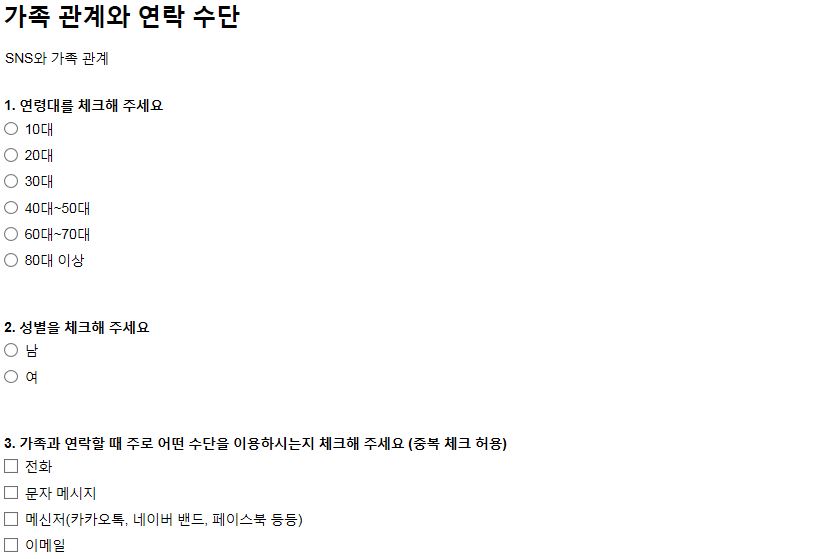 가족 관계와 연락 수단
SNS와 가족 관계
1. 연령대를 체크해 주세요
10대
20대
30대
40대~50대
60대~70대
80대 이상
2. 성별을 체크해 주세요
남
여
3. 가족과 연락할 때 주로 어떤 수단을 이용하시는지 체크해 주세요 (중복 체크 허용)
전화
문자 메시지
메신저(카카오톡, 네이버 밴드, 페이스북 등등)
이메일